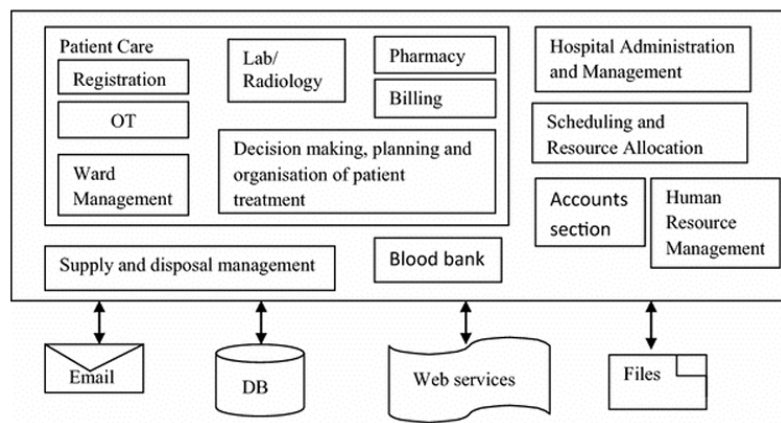 Patient Care
Registration
OT
Ward
Management
Lab/
Radiology
Pharmacy
Billing
Decision making, planning and
organisation of patient
treatment
Hospital Administration
and Management
Scheduling and
Resource Allocation
Accounts
section
Human
Resource
Management
Supply and disposal management
Blood bank
Email
DB
Web services
Files